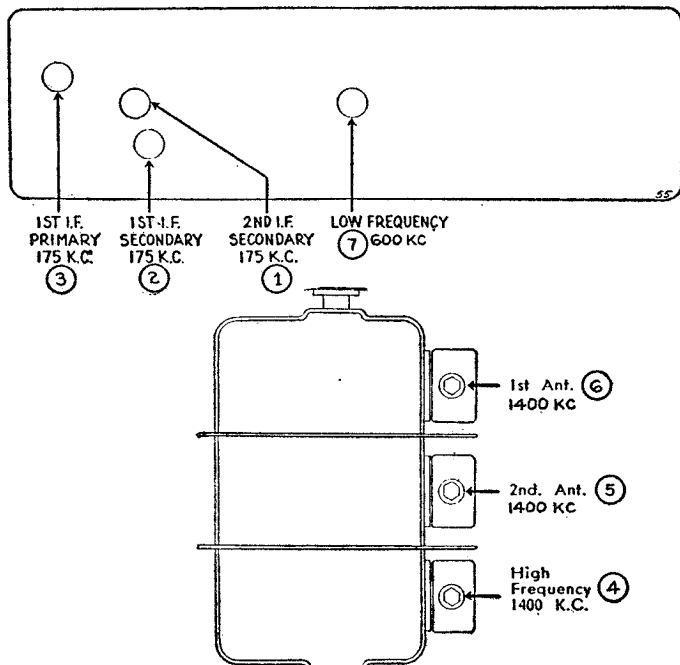 55
1ST I.F.
PRIMARY
175 K.C.
3
1ST I.F.
SECONDARY
175 K.C.
2
2ND I.F.
SECONDARY
175 K.C.
1
LOW FREQUENCY
7 600 KC
1st Ant. 6
1400 KC
2nd. Ant. 5
1400 KC
High
Frequency 4
1400 K.C.